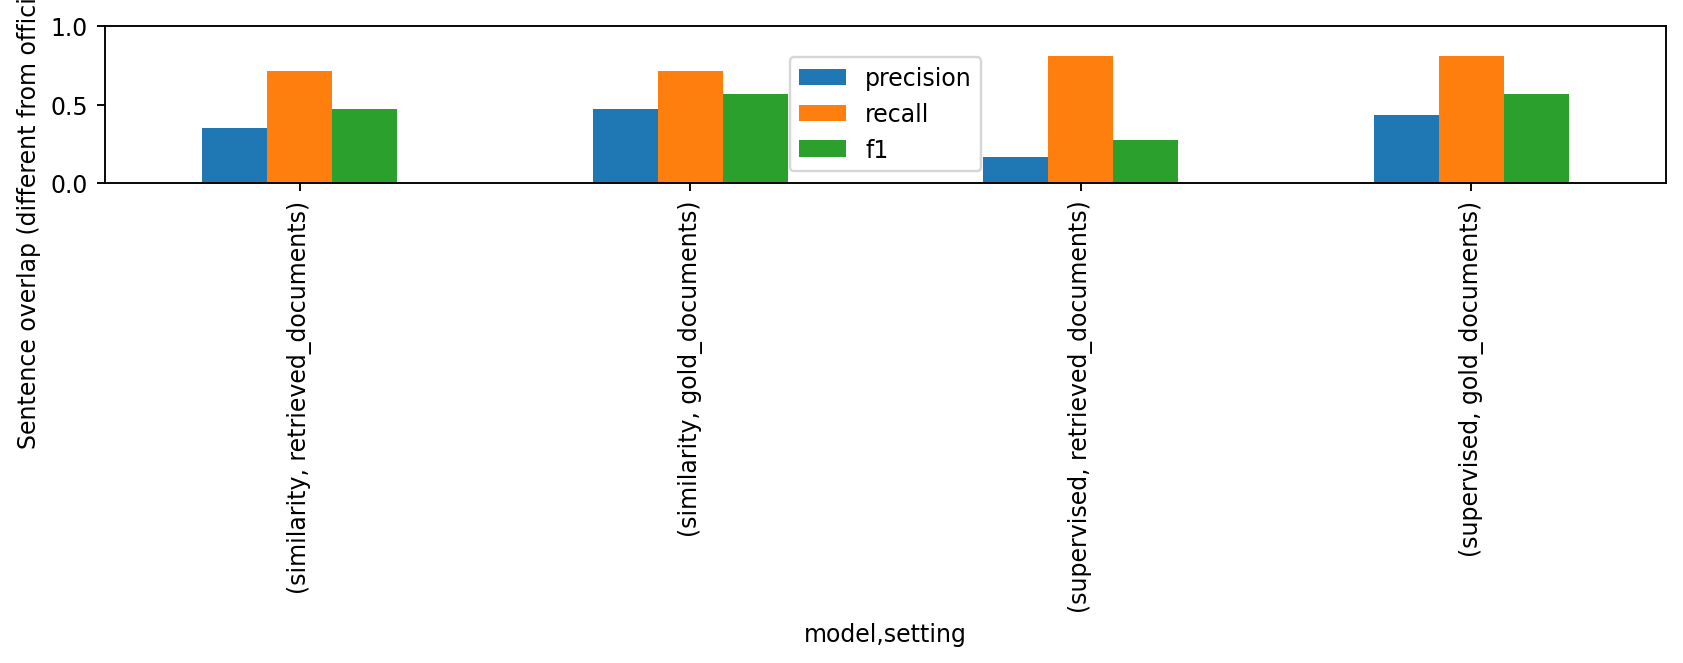 Sentence overlap (different from offici
1.0
0.5
0.0
precision
recall
f1
(similarity, retrieved_documents)
(similarity, gold_documents)
(supervised, retrieved_documents)
(supervised, gold_documents)
model,setting